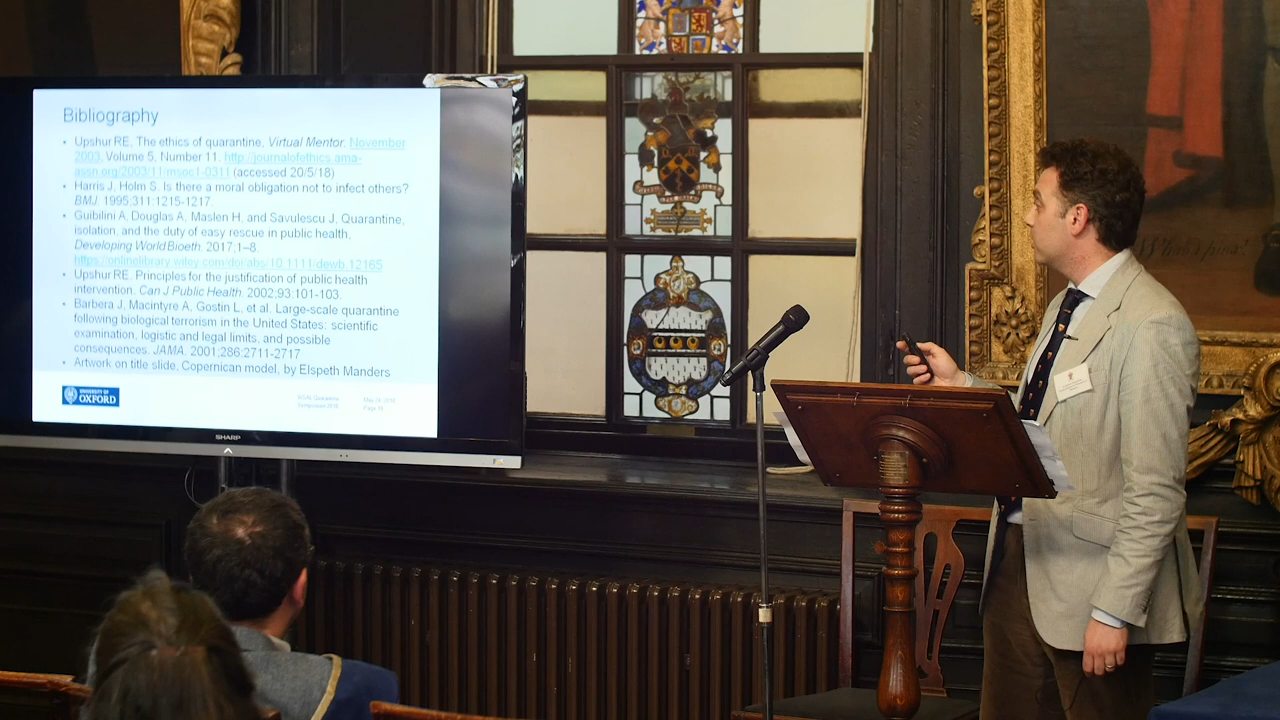 Bibliography
• Upshur RE. The ethics of quarantine, Virtual Mentor. November
2003, Volume 5, Number 11. http://journalofethics.ama-
assn.org/2003/11/msoc1-0311 (accessed 20/5/18)
• Harris J, Holm S. Is there a moral obligation not to infect others?
BMJ. 1995;311:1215-1217.
• Guibilini A, Douglas A, Maslen H, and Savulescu J, Quarantine,
isolation, and the duty of easy rescue in public health,
Developing World Bioeth. 2017;1–8.
https://onlinelibrary.wiley.com/doi/abs/10.1111/dewb.12165
• Upshur RE. Principles for the justification of public health
intervention. Can J Public Health. 2002;93:101-103.
• Barbera J, Macintyre A, Gostin L, et al. Large-scale quarantine
following biological terrorism in the United States: scientific
examination, logistic and legal limits, and possible
consequences. JAMA. 2001;286:2711-2717
• Artwork on title slide, Copernican model, by Elspeth Manders
UNIVERSITY OF
OXFORD
Quarantine
Symposium 2018
Page
SHARP